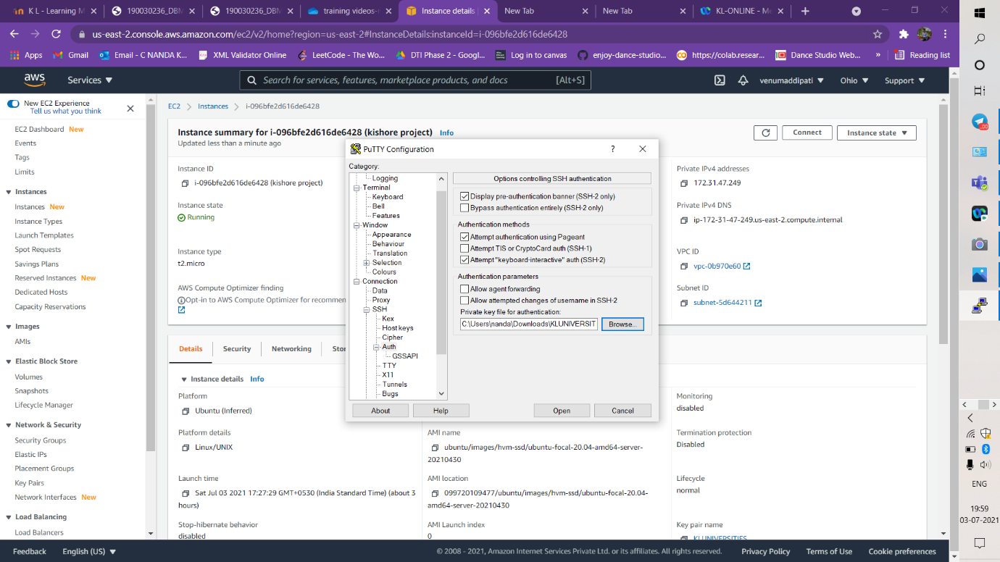 K L - Learning M
190030236_DBM
190030236_DBM
training videos-
Instance details
New Tab
New Tab
KL-ONLINE - Me
us-east-2.console.aws.amazon.com/ec2/v2/home?region=us-east-2#InstanceDetails:instanceId=i-096bfe2d616de6428
Apps
Gmail
Email - C NANDA K...
XML Validator Online
LeetCode - The Wo...
DTI Phase 2 - Googl...
Log in to canvas
enjoy-dance-studio...
https://colab.resear...
Dance Studio Web...
»
Reading list
aws
Services
Search for services, features, marketplace products, and docs
[Alt+S]
venumaddipati
Ohio
Support
New EC2 Experience
Tell us what you think
EC2 Dashboard New
Events
Tags
Limits
Instances
Instances New
Instance Types
Launch Templates
Spot Requests
Savings Plans
Reserved Instances New
Dedicated Hosts
Capacity Reservations
Images
AMIs
Elastic Block Store
Volumes
Snapshots
Lifecycle Manager
Network & Security
Security Groups
Elastic IPs
Placement Groups
Key Pairs
Network Interfaces New
Load Balancing
Load Balancers
EC2
Instances
i-096bfe2d616de6428
Instance summary for i-096bfe2d616de6428 (kishore project) Info
Updated less than a minute ago
Connect
Instance state
Instance ID
i-096bfe2d616de6428 (kishore project)
Instance state
Running
Instance type
t2.micro
AWS Compute Optimizer finding
Opt-in to AWS Compute Optimizer for recommen
Private IPv4 addresses
172.31.47.249
Private IPv4 DNS
ip-172-31-47-249.us-east-2.compute.internal
VPC ID
vpc-0b970e60
Subnet ID
subnet-5d644211
PuTTY Configuration
?
Category:
Logging
Terminal
Keyboard
Bell
Features
Window
Appearance
Behaviour
Translation
Selection
Colours
Connection
Data
Proxy
SSH
Kex
Host keys
Cipher
Auth
GSSAPI
TTY
X11
Tunnels
Bugs
Options controlling SSH authentication
Display pre-authentication banner (SSH-2 only)
Bypass authentication entirely (SSH-2 only)
Authentication methods
Attempt authentication using Pageant
Attempt TIS or CryptoCard auth (SSH-1)
Attempt "keyboard-interactive" auth (SSH-2)
Authentication parameters
Allow agent forwarding
Allow attempted changes of username in SSH-2
Private key file for authentication:
C:\Users\nanda\Downloads\KLUNIVERSIT
Browse...
About
Help
Open
Cancel
Details
Security
Networking
Sto
Instance details Info
Platform
Ubuntu (Inferred)
Platform details
Linux/UNIX
Launch time
Sat Jul 03 2021 17:27:29 GMT+0530 (India Standard Time) (about 3
hours)
Stop-hibernate behavior
disabled
AMI name
ubuntu/images/hvm-ssd/ubuntu-focal-20.04-amd64-server-
20210430
AMI location
099720109477/ubuntu/images/hvm-ssd/ubuntu-focal-20.04-
amd64-server-20210430
AMI Launch index
0
Monitoring
disabled
Termination protection
Disabled
Lifecycle
normal
Key pair name
KLUNIVERSITIES
Feedback
English (US)
© 2008 - 2021, Amazon Internet Services Private Ltd. or its affiliates. All rights reserved.
Privacy Policy
Terms of Use
Cookie preferences
ENG
19:59
03-07-2021